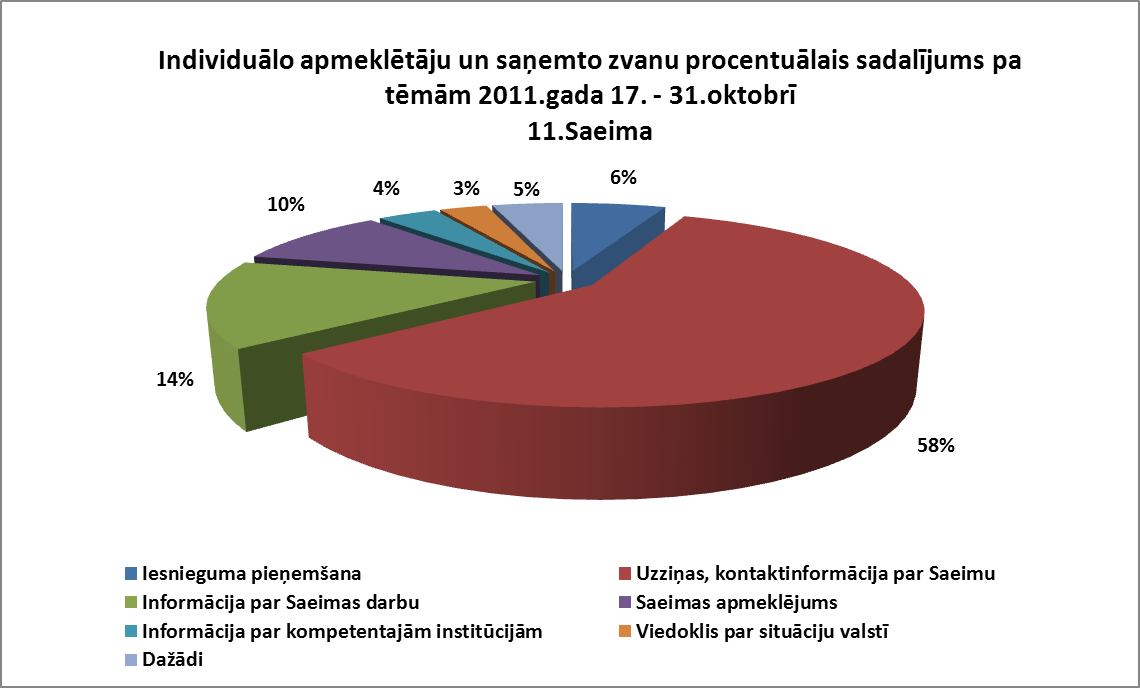 Individuālo apmeklētāju un saņemto zvanu procentuālais sadalījums pa
tēmām 2011.gada 17. - 31.oktobrī
11.Saeima
6%
5%
3%
4%
10%
14%
58%
Iesnieguma pieņemšana
Uzziņas, kontaktinformācija par Saeimu
Informācija par Saeimas darbu
Saeimas apmeklējums
Informācija par kompetentajām institūcijām
Viedoklis par situāciju valstī
Dažādi